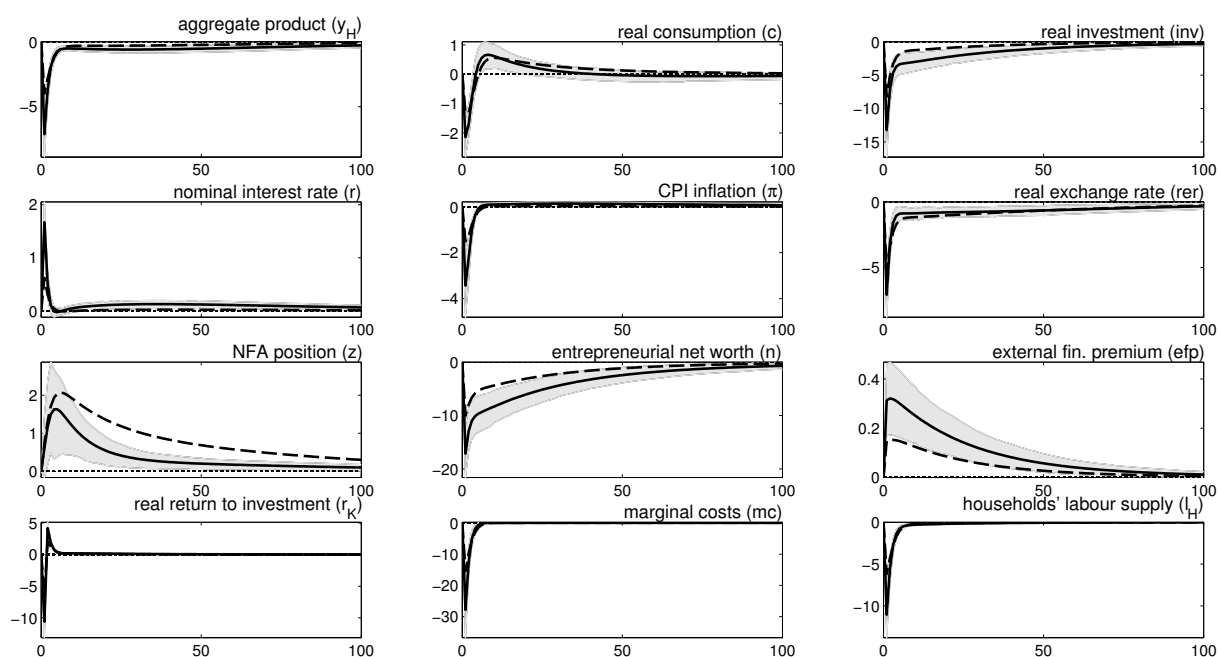 aggregate product (y_H)
0
−5
0 50 100
real consumption (c)
1
0
−1
−2
0 50 100
real investment (inv)
0
−5
−10
−15
0 50 100
nominal interest rate (r)
2
1
0
0 50 100
CPI inflation (π)
0
−2
−4
0 50 100
real exchange rate (rer)
0
−5
0 50 100
NFA position (z)
2
1
0
0 50 100
entrepreneurial net worth (n)
0
−10
−20
0 50 100
external fin. premium (efp)
0.4
0.2
0
0 50 100
real return to investment (r_K)
5
0
−5
−10
0 50 100
marginal costs (mc)
0
−10
−20
−30
0 50 100
households' labour supply (l_H)
0
−5
−10
0 50 100